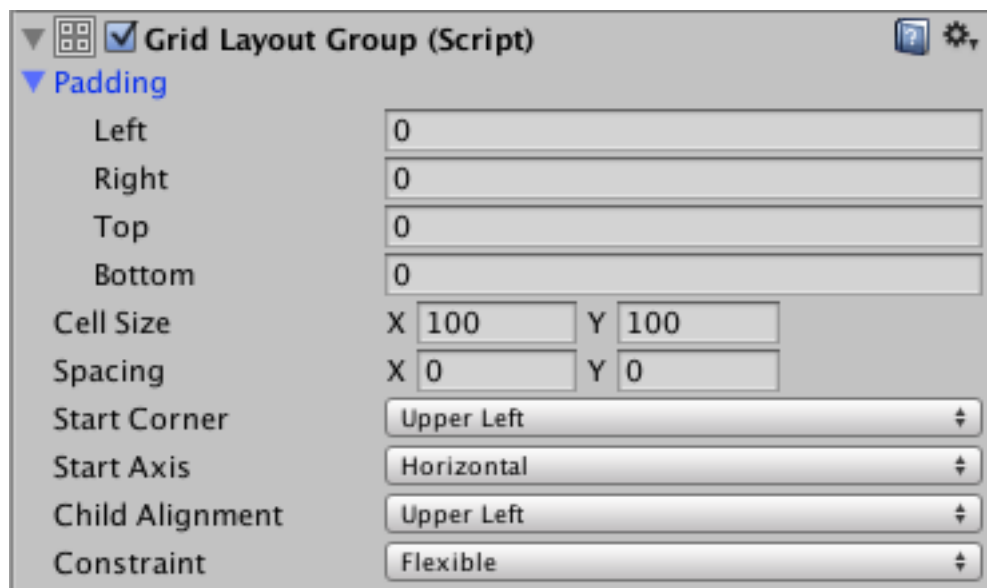 Grid Layout Group (Script)
Padding
Left 0
Right 0
Top 0
Bottom 0
Cell Size X 100 Y 100
Spacing X 0 Y 0
Start Corner Upper Left
Start Axis Horizontal
Child Alignment Upper Left
Constraint Flexible